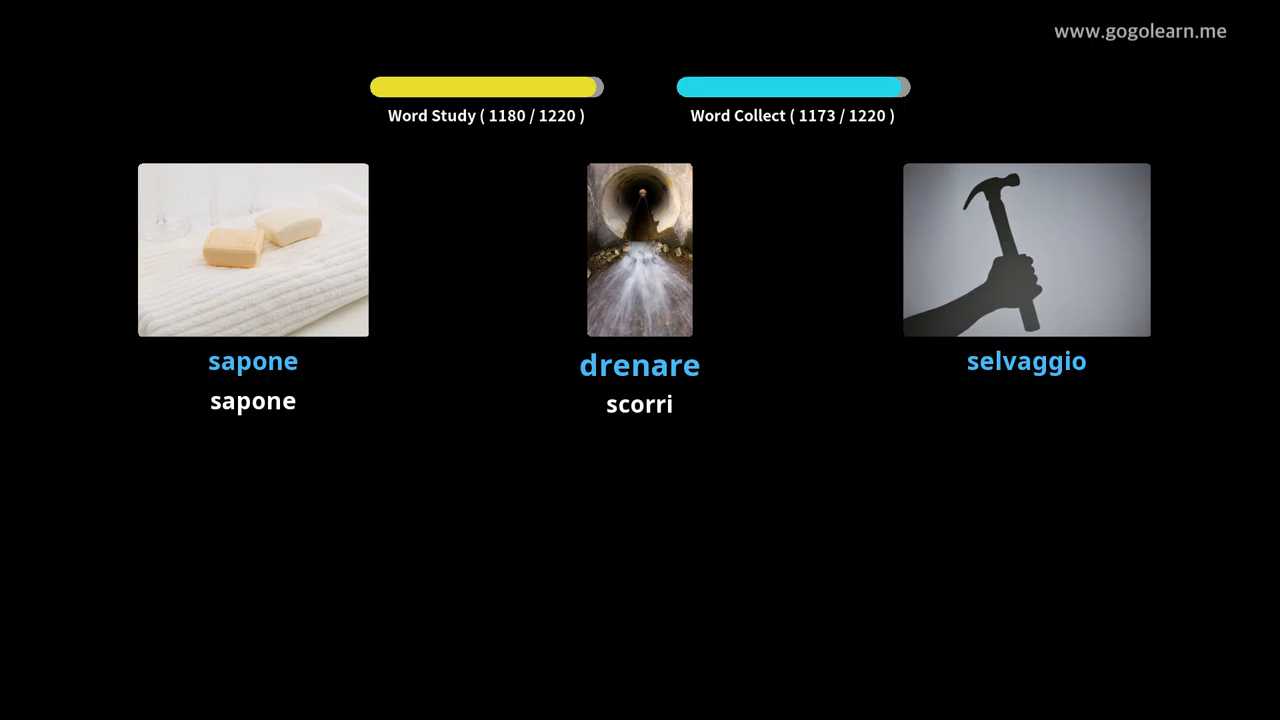 www.gogolearn.me
Word Study ( 1180 / 1220 )
Word Collect ( 1173 / 1220 )
sapone
drenare
selvaggio
sapone
scorri